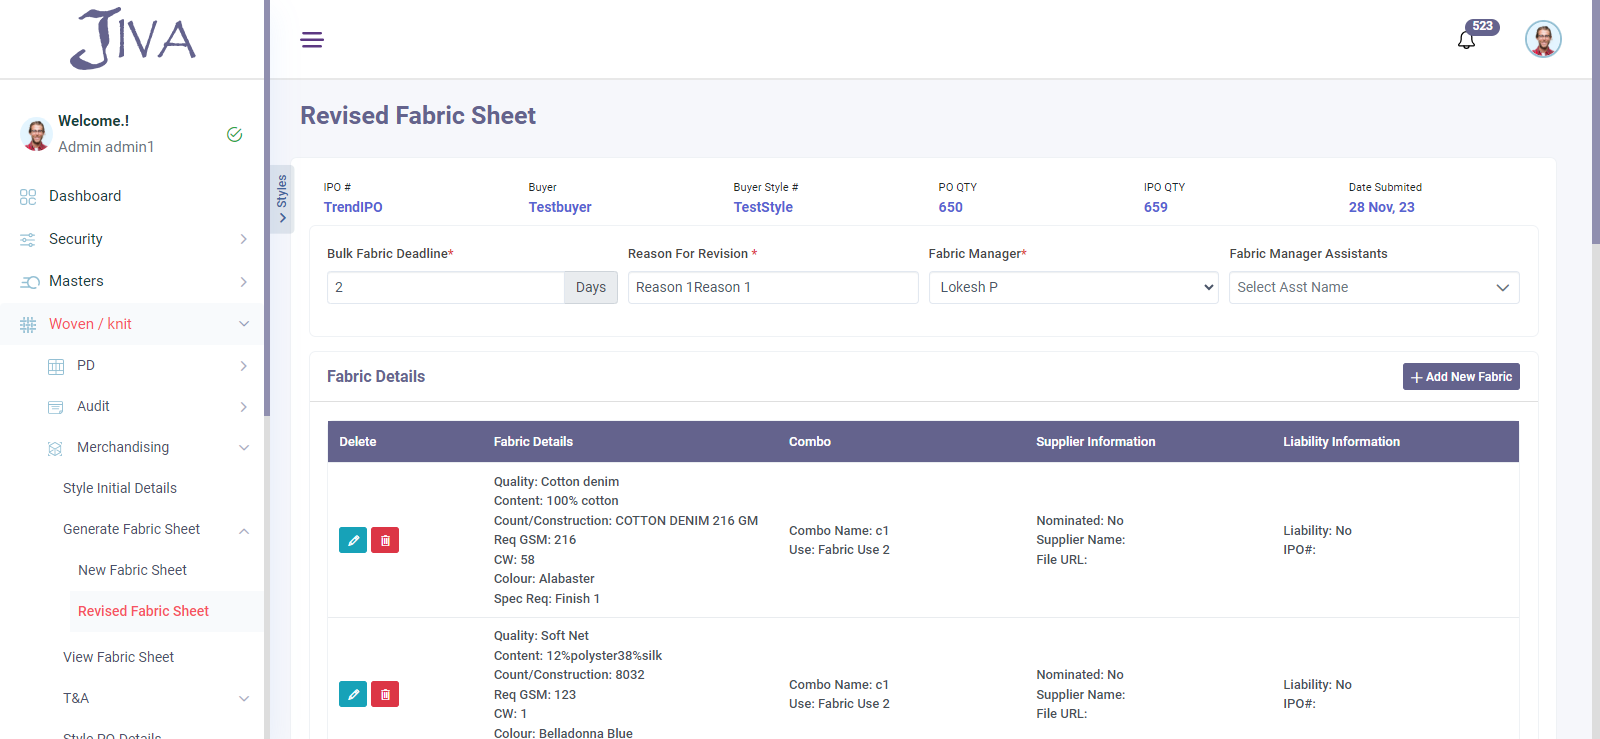 JIVA
523
Welcome.!
Admin admin1
Dashboard
Security
Masters
Woven / knit
PD
Audit
Merchandising
Style Initial Details
Generate Fabric Sheet
New Fabric Sheet
Revised Fabric Sheet
View Fabric Sheet
T&A
Style PO Details
Styles
Revised Fabric Sheet
IPO # Buyer Buyer Style # PO QTY IPO QTY Date Submited
TrendIPO Testbuyer TestStyle 650 659 28 Nov, 23
Bulk Fabric Deadline* Reason For Revision * Fabric Manager* Fabric Manager Assistants
2 Days Reason 1Reason 1 Lokesh P Select Asst Name
Fabric Details
Add New Fabric
Delete Fabric Details Combo Supplier Information Liability Information
Quality: Cotton denim
Content: 100% cotton
Count/Construction: COTTON DENIM 216 GM
Req GSM: 216
CW: 58
Colour: Alabaster
Spec Req: Finish 1
Combo Name: c1
Use: Fabric Use 2
Nominated: No
Supplier Name:
File URL:
Liability: No
IPO#:
Quality: Soft Net
Content: 12%polyster38%silk
Count/Construction: 8032
Req GSM: 123
CW: 1
Colour: Belladonna Blue
Combo Name: c1
Use: Fabric Use 2
Nominated: No
Supplier Name:
File URL:
Liability: No
IPO#: